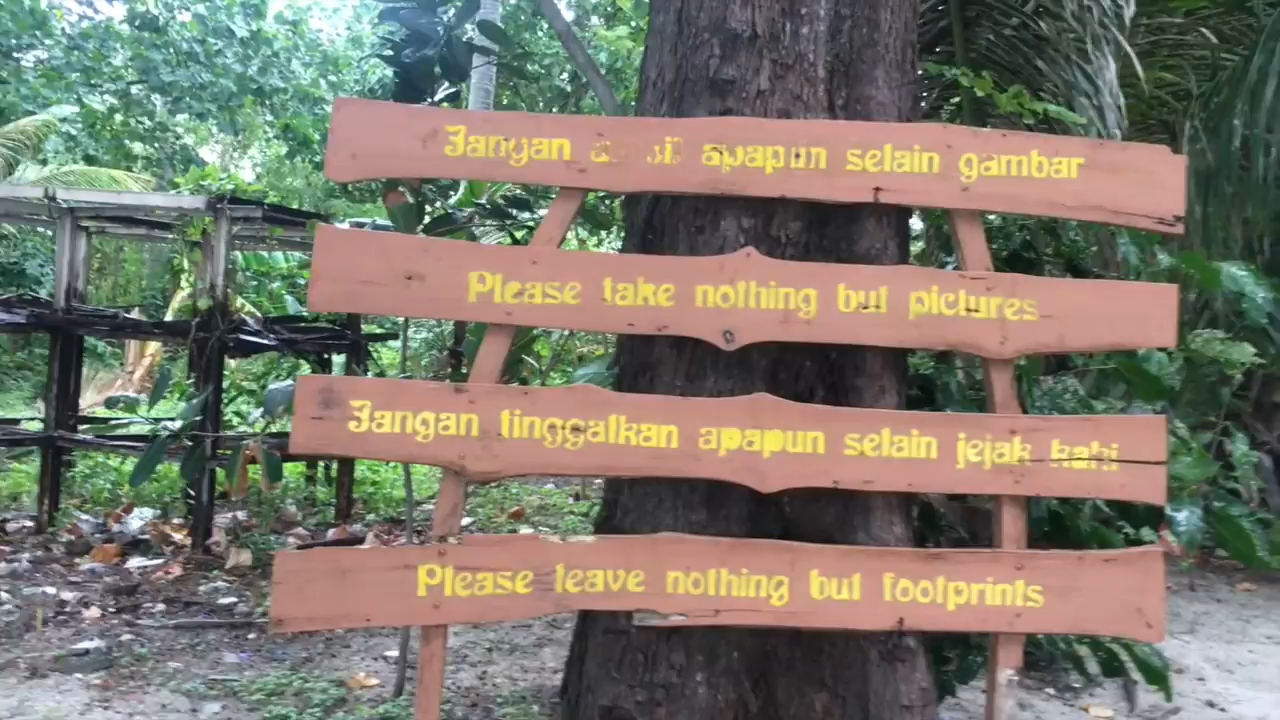 Jangan apapun selain gambar
Please take nothing but pictures
Jangan tinggalkan apapun selain jejak kaki
Please leave nothing but footprints